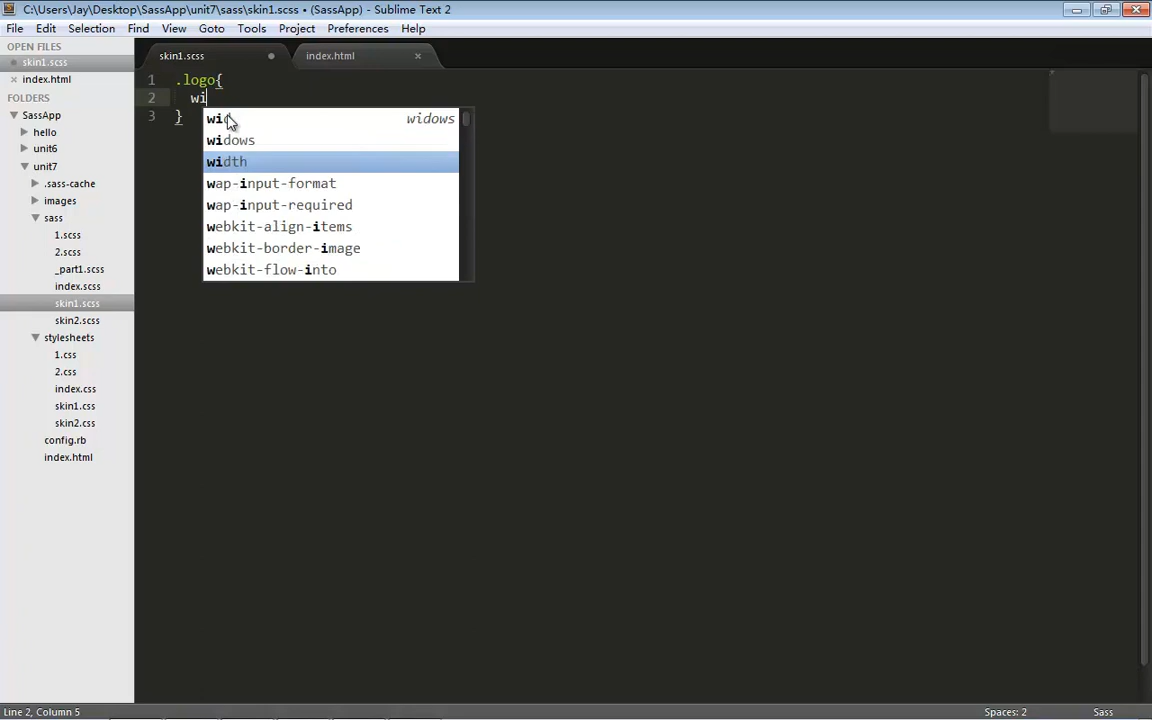 C:\Users\Jay\Desktop\SassApp\unit7\sass\skin1.scss • (SassApp) - Sublime Text 2
File Edit Selection Find View Goto Tools Project Preferences Help
OPEN FILES
skin1.scss
index.html
FOLDERS
SassApp
hello
unit6
unit7
.sass-cache
images
sass
1.scss
2.scss
_part1.scss
index.scss
skin1.scss
skin2.scss
stylesheets
1.css
2.css
index.css
skin1.css
skin2.css
config.rb
index.html
skin1.scss index.html
1 .logo{
2 wi
3 }
wid widows
widows
width
wap-input-format
wap-input-required
webkit-align-items
webkit-border-image
webkit-flow-into
Line 2, Column 5 Spaces: 2 Sass